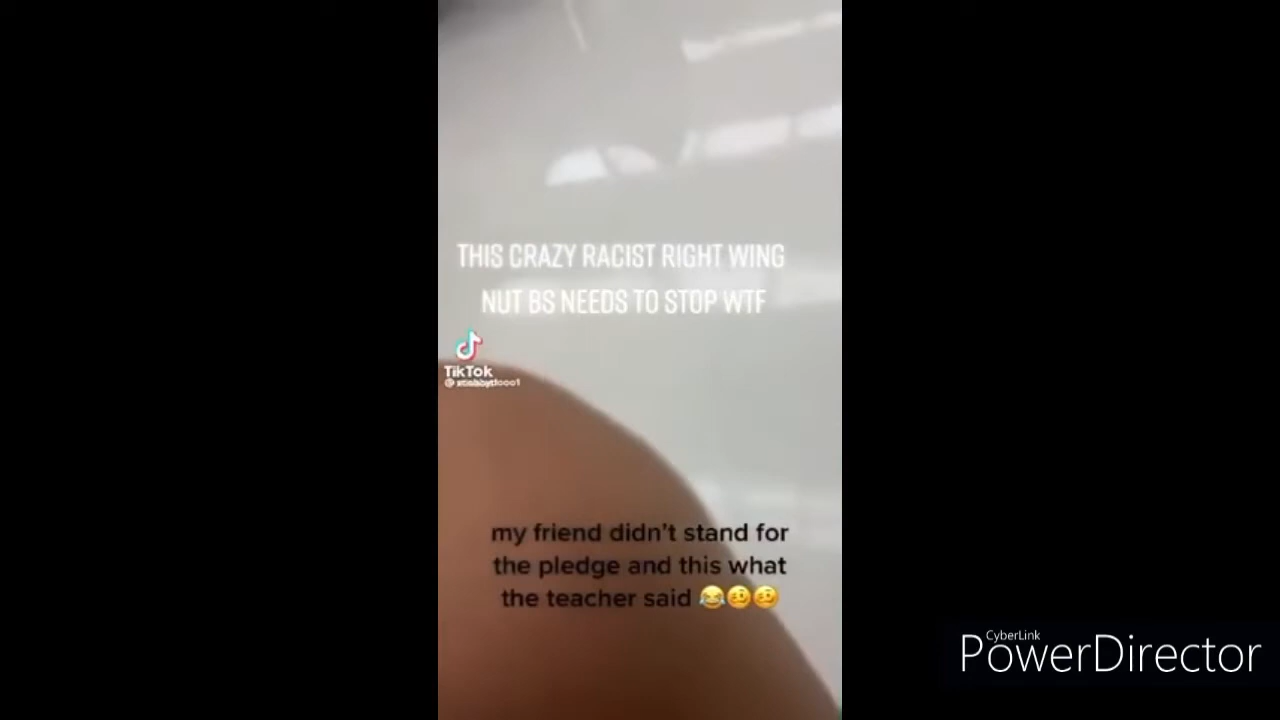 THIS CRAZY RACIST RIGHT WING
NUT BS NEEDS TO STOP WTF
TikTok
my friend didn't stand for
the pledge and this what
the teacher said 😂🥴🥴
CyberLink
PowerDirector